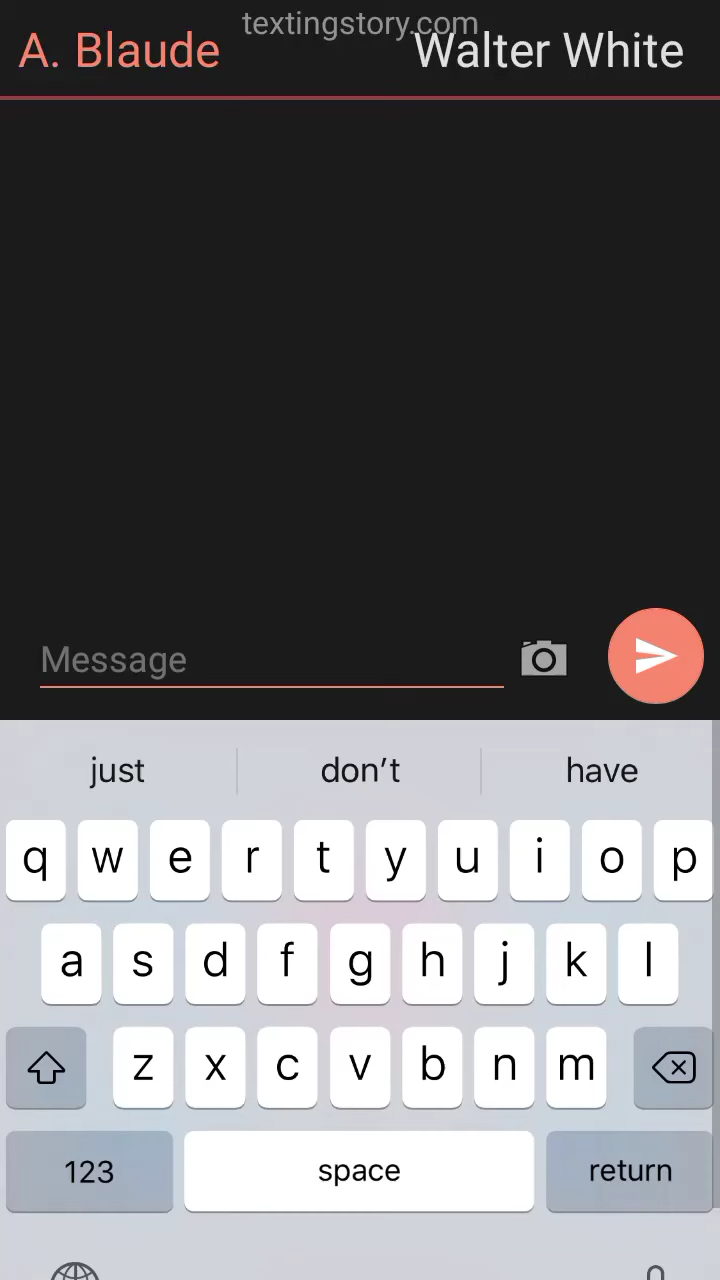 textingstory.com
A. Blaude Walter White
Message
just don't have
q w e r t y u i o p
a s d f g h j k l
z x c v b n m
123 space return